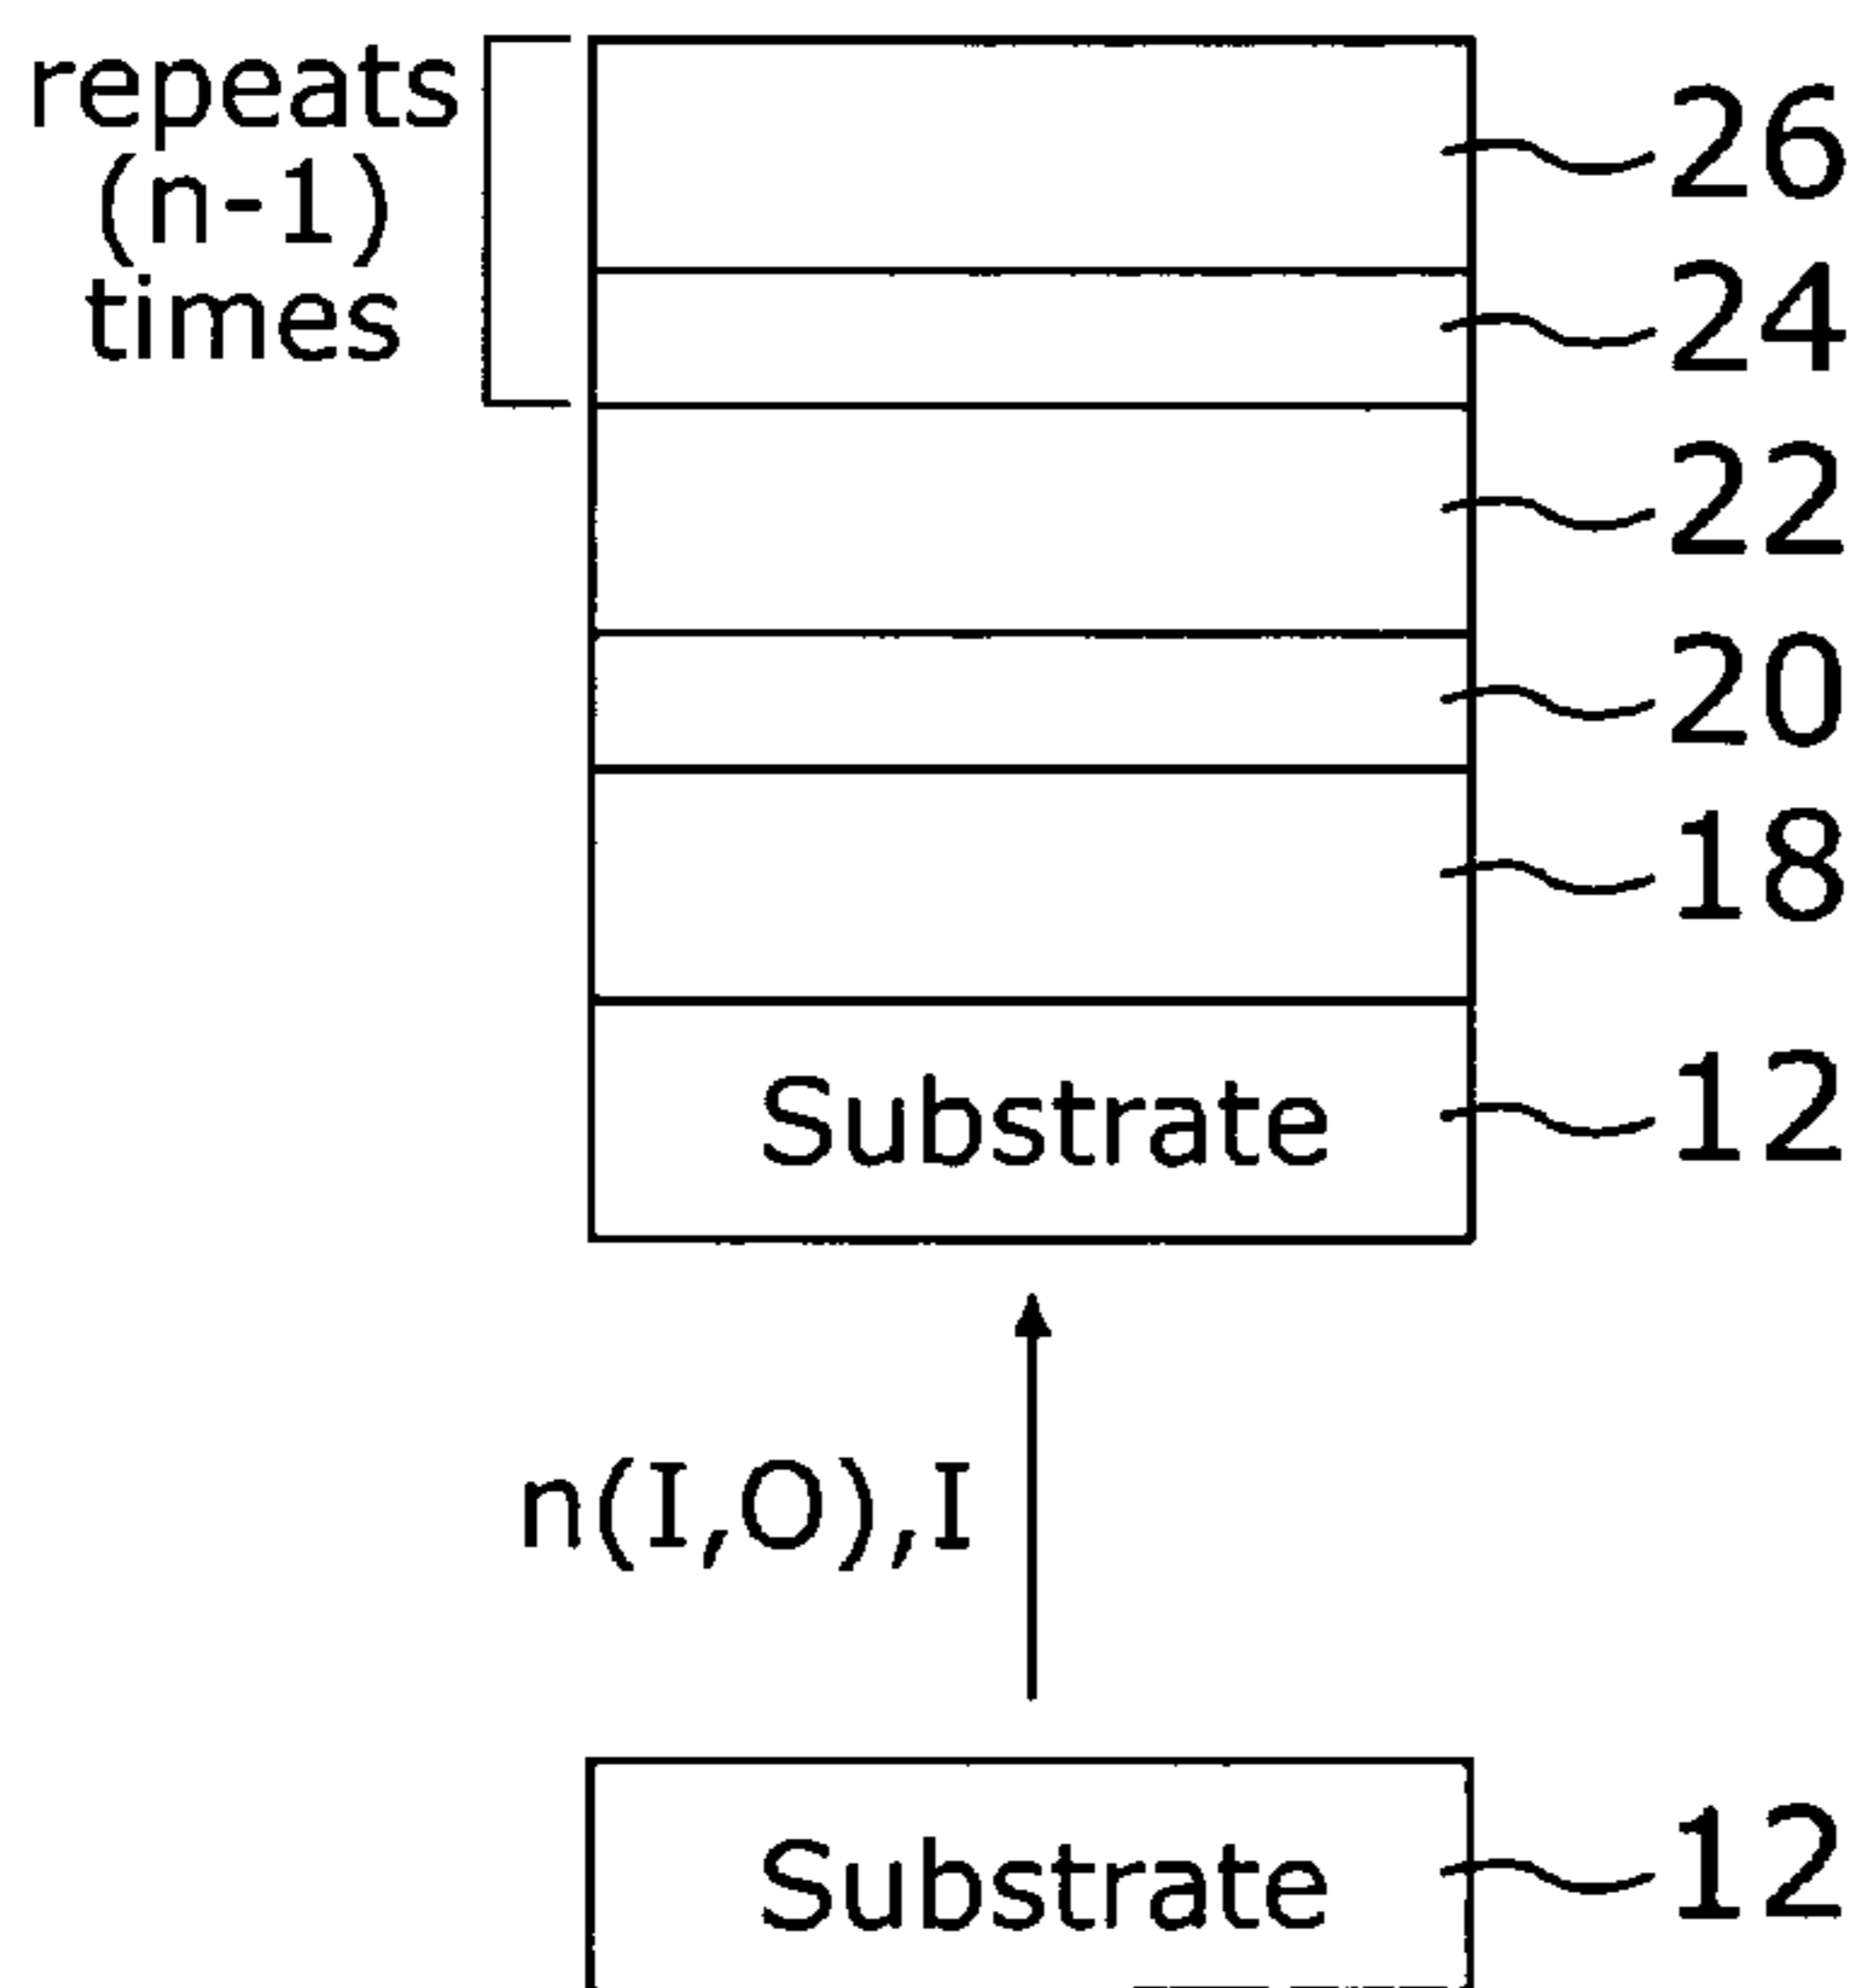 repeats
(n-1)
times
26
24
22
20
18
Substrate 12
n(I,O),I
Substrate 12